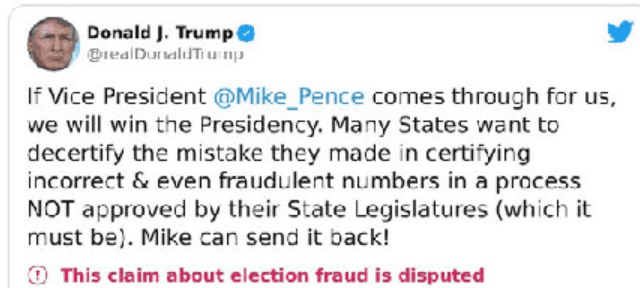 Donald J. Trump
@realDonaldTrump
If Vice President @Mike_Pence comes through for us,
we will win the Presidency. Many States want to
decertify the mistake they made in certifying
incorrect & even fraudulent numbers in a process
NOT approved by their State Legislatures (which it
must be). Mike can send it back!
This claim about election fraud is disputed